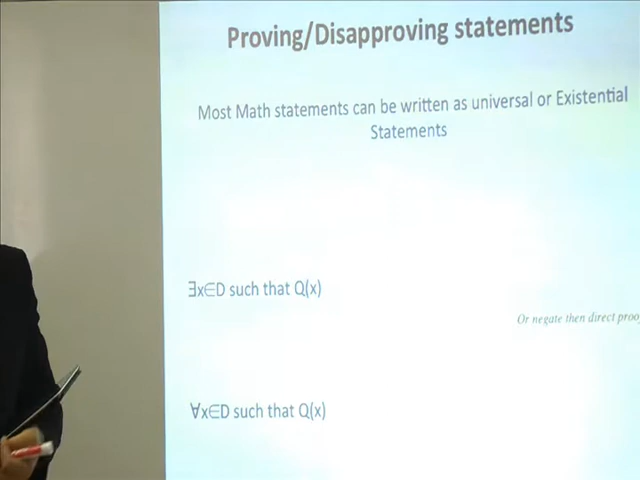 Proving/Disapproving statements
Most Math statements can be written as universal or Existential
Statements
∃x∈D such that Q(x)
Or negate then direct
∀x∈D such that Q(x)